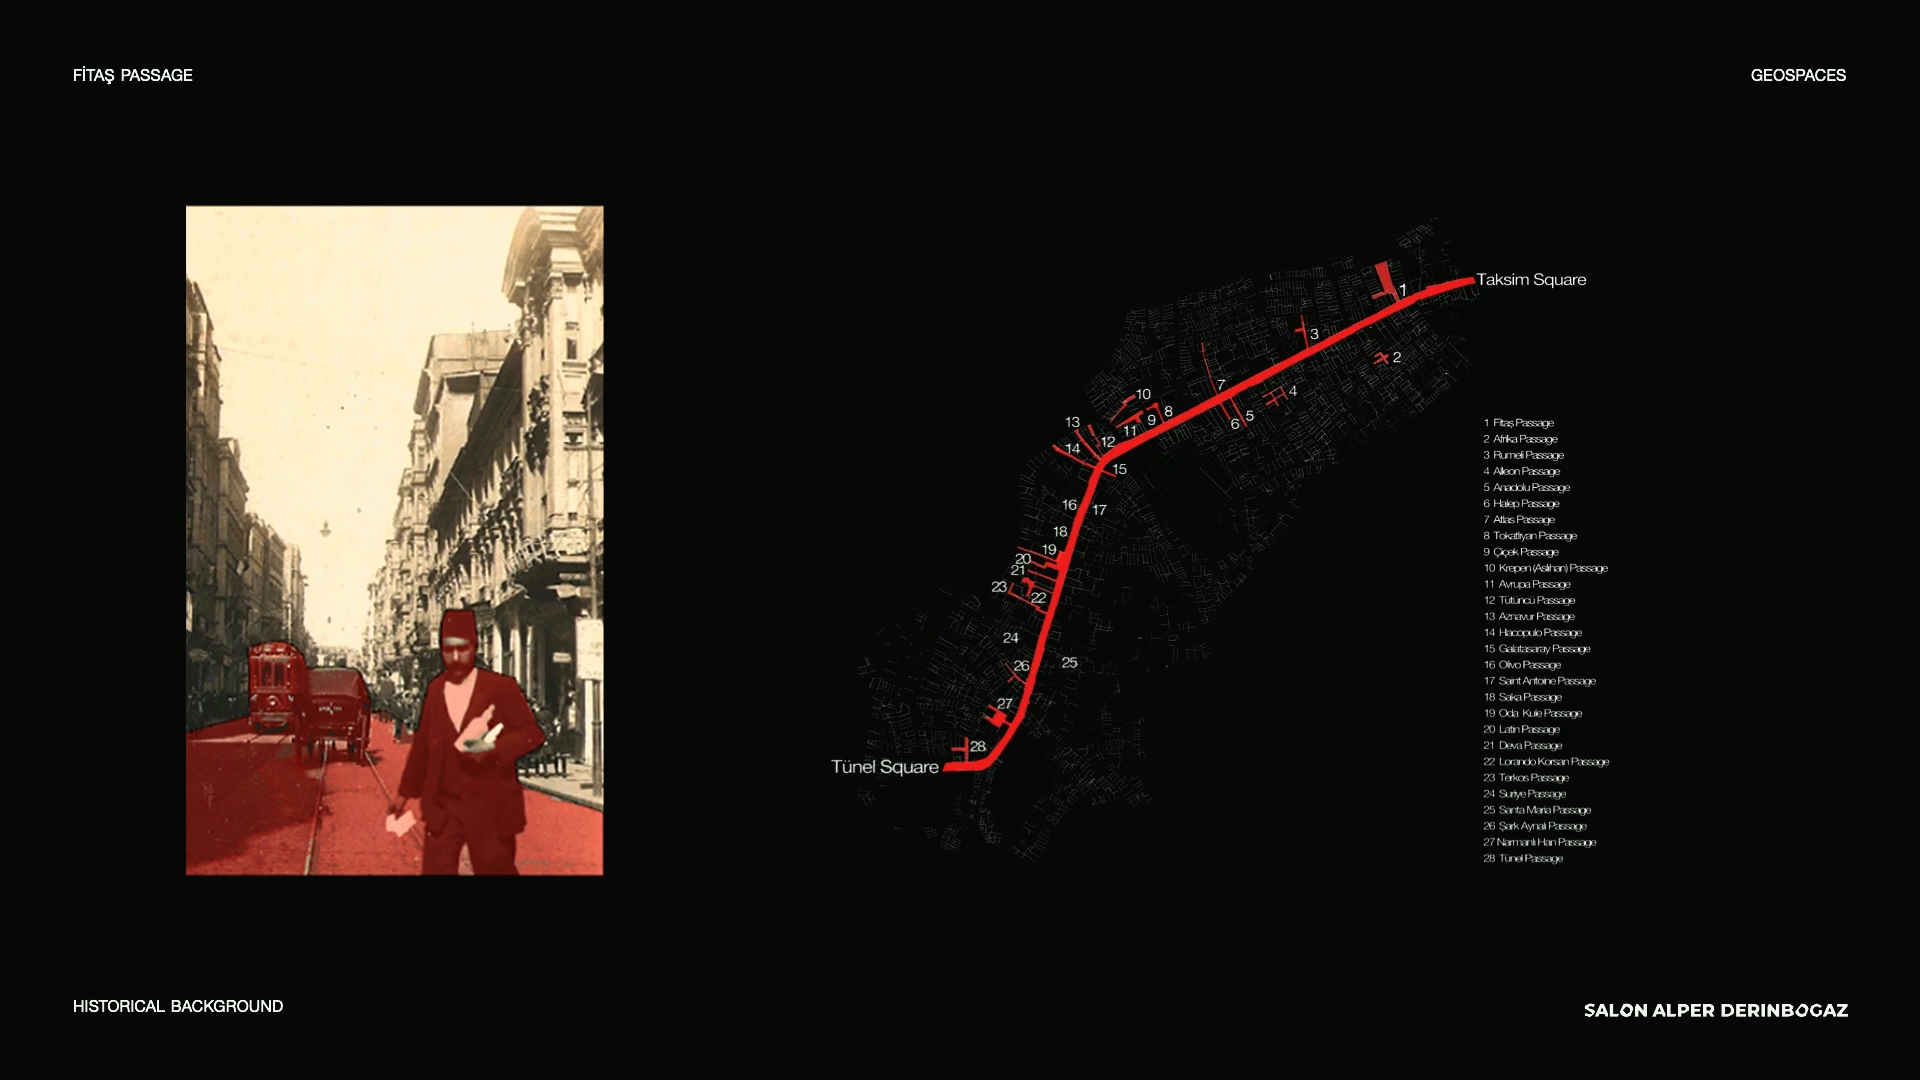 FİTAŞ PASSAGE
GEOSPACES
Taksim Square
1
3
2
7
4
10
8
5
13
9
6
11
12
14
15
16
17
18
19
20
21
23
22
24
25
26
27
28
Tünel Square
1 Fitaş Passage
2 Afrika Passage
3 Rumeli Passage
4 Alleon Passage
5 Anadolu Passage
6 Halep Passage
7 Atlas Passage
8 Tokatlıyan Passage
9 Çiçek Passage
10 Krepen (Aslıhan) Passage
11 Avrupa Passage
12 Tütüncü Passage
13 Aznavur Passage
14 Hacopulo Passage
15 Galatasaray Passage
16 Olivo Passage
17 Saint Antoine Passage
18 Saka Passage
19 Oda Kule Passage
20 Latin Passage
21 Deva Passage
22 Lorando Korsan Passage
23 Terkos Passage
24 Suriye Passage
25 Santa Maria Passage
26 Şark Aynalı Passage
27 Narmanlı Han Passage
28 Tünel Passage
HISTORICAL BACKGROUND
SALON ALPER DERINBOGAZ